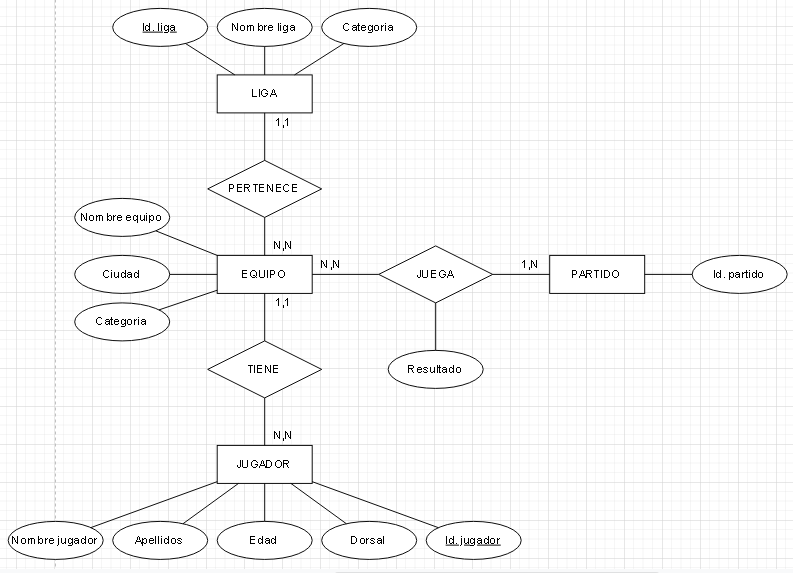 Id. liga
Nombre liga
Categoria
LIGA
1,1
PERTENECE
Nombre equipo
N,N
N,N
1,N
Ciudad
EQUIPO
JUEGA
PARTIDO
Id. partido
1,1
Categoria
TIENE
Resultado
N,N
JUGADOR
Nombre jugador
Apellidos
Edad
Dorsal
Id. jugador